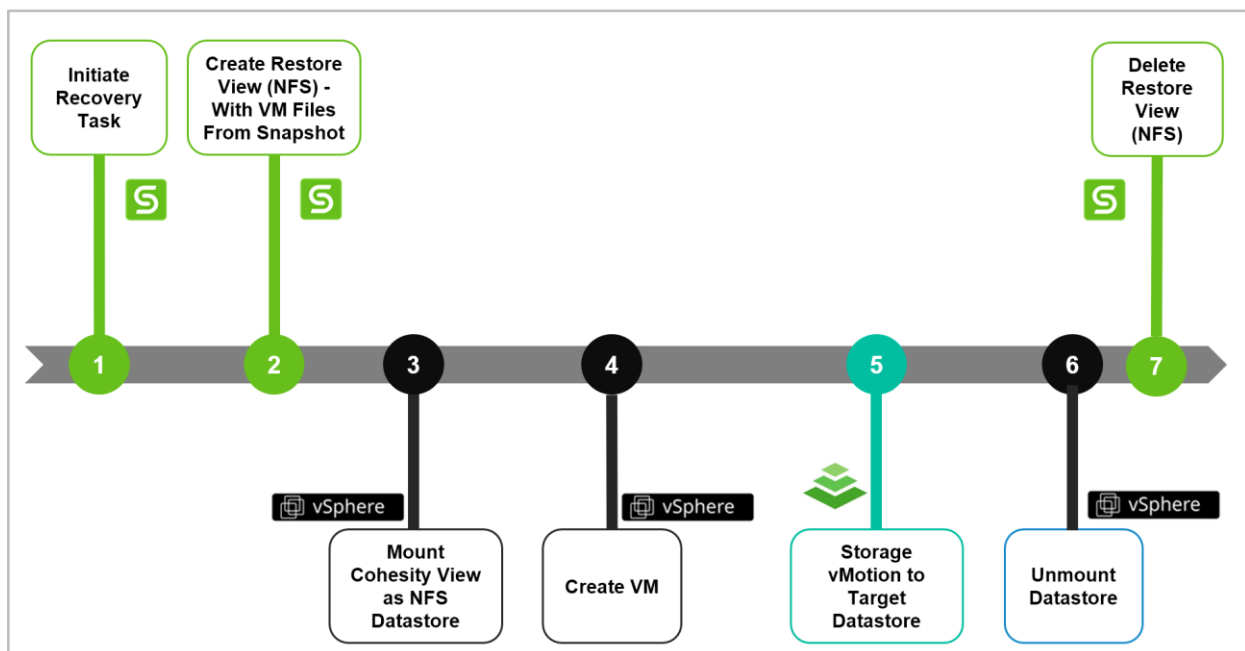 Initiate
Recovery
Task
Create Restore
View (NFS) -
With VM Files
From Snapshot
Delete
Restore
View
(NFS)
1
2
3
4
5
6
7
vSphere
vSphere
vSphere
Mount
Cohesity View
as NFS
Datastore
Create VM
Storage
vMotion to
Target
Datastore
Unmount
Datastore